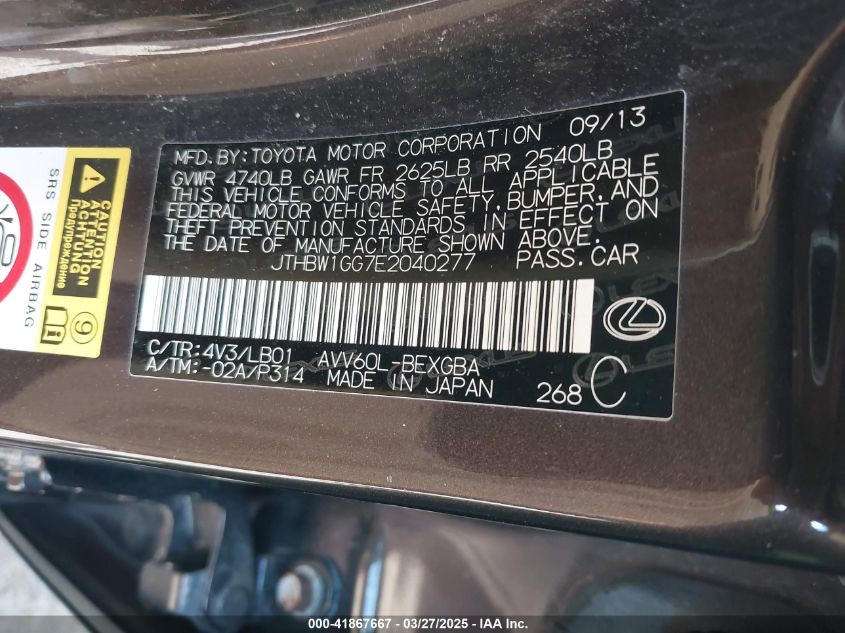 MFD. BY: TOYOTA MOTOR CORPORATION 09/13
GVWR 4740LB GAWR FR 2625LB RR 2540LB
THIS VEHICLE CONFORMS TO ALL APPLICABLE
FEDERAL MOTOR VEHICLE SAFETY, BUMPER, AND
THEFT PREVENTION STANDARDS IN EFFECT ON
THE DATE OF MANUFACTURE SHOWN ABOVE.
JTHBW1GG7E2040277 PASS. CAR
C/TR: 4V3/LB01 AVV60L-BEXGBA
A/TM: -02A/P314 MADE IN JAPAN 268 C
SRS SIDE AIRBAG
CAUTION
ATTENTION
ACHTUNG
Предупреждение
9
000-41867667 - 03/27/2025 - IAA Inc.